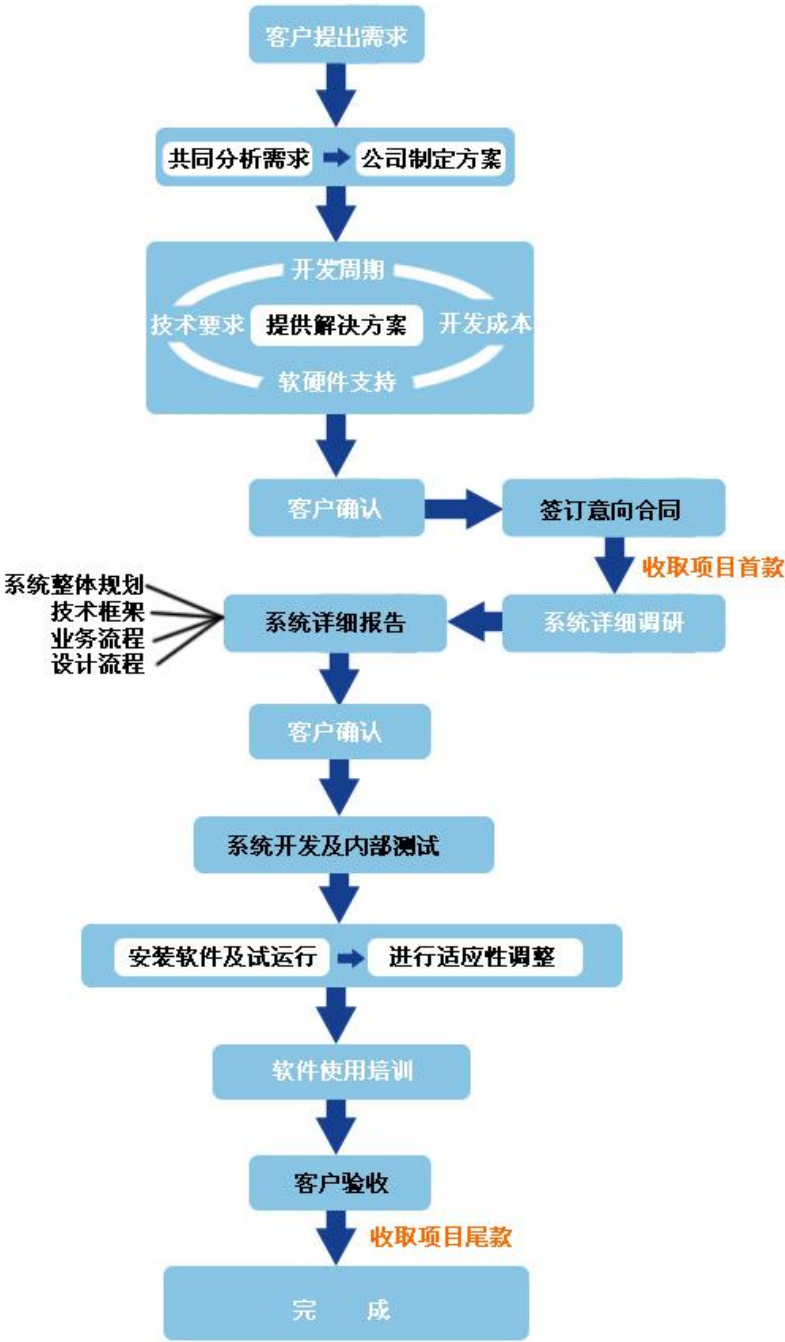 客户提出需求
共同分析需求
公司制定方案
开发周期
技术要求
提供解决方案
开发成本
软硬件支持
客户确认
签订意向合同
收取项目首款
系统整体规划
技术框架
业务流程
设计流程
系统详细报告
系统详细调研
客户确认
系统开发及内部测试
安装软件及试运行
进行适应性调整
软件使用培训
客户验收
收取项目尾款
完 成